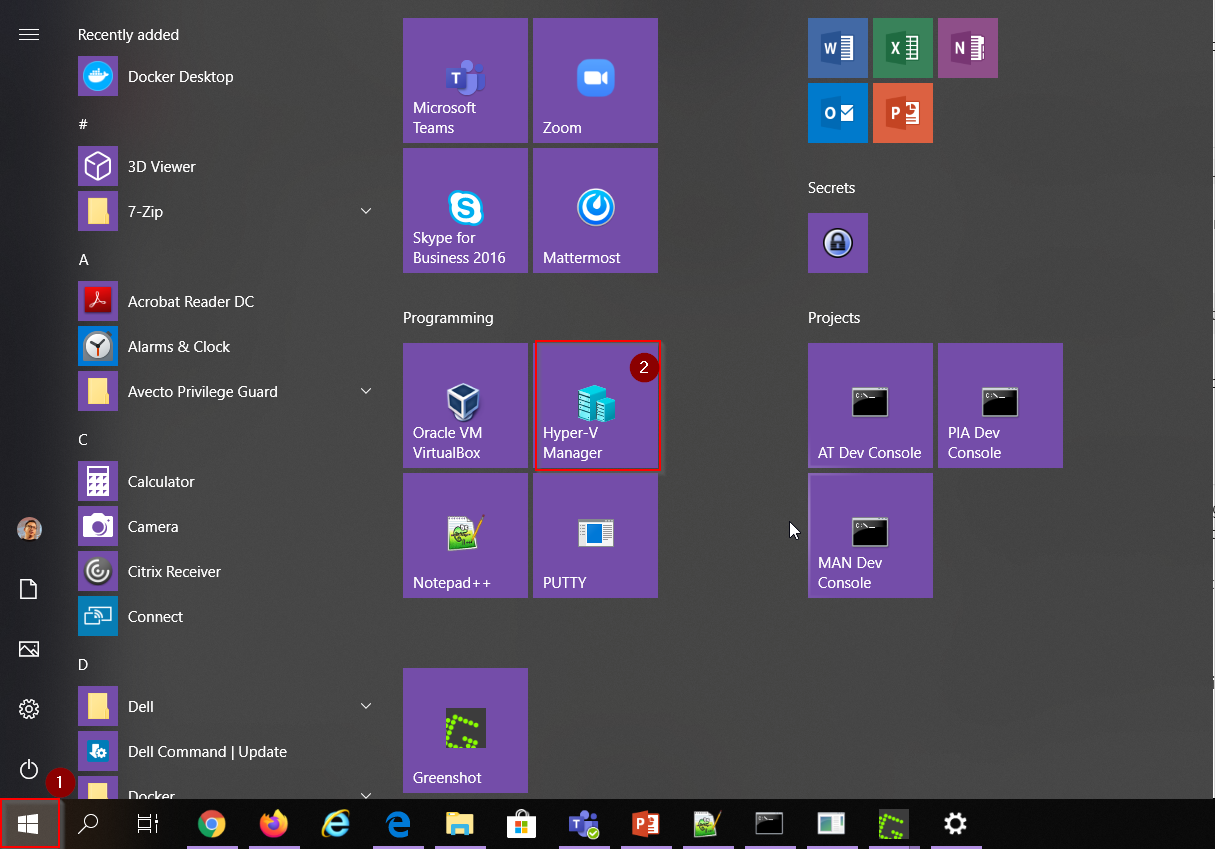 Recently added
Docker Desktop
#
3D Viewer
7-Zip
A
Acrobat Reader DC
Alarms & Clock
Avecto Privilege Guard
C
Calculator
Camera
Citrix Receiver
Connect
D
Dell
Dell Command | Update
Docker
1
Microsoft
Teams
Zoom
Skype for
Business 2016
Mattermost
Programming
Oracle VM
VirtualBox
2
Hyper-V
Manager
Notepad++
PUTTY
Greenshot
Secrets
Projects
AT Dev Console
PIA Dev
Console
MAN Dev
Console